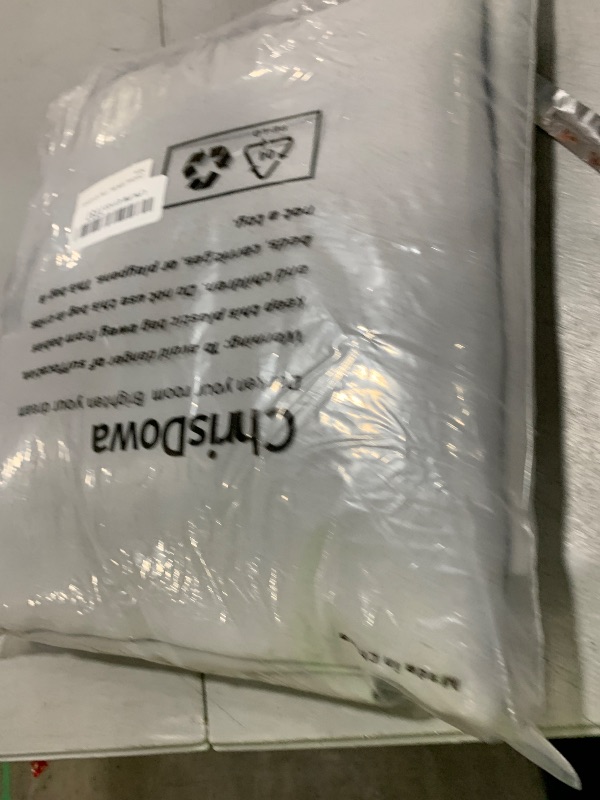 ChrisDowa
Darken your room Brighten your dream
Warning: To avoid danger of suffocation
keep this plastic bag away from babies
and children. Do not use this bag in cribs
beds, carriages, or playpens. This bag is
not a toy.
Made in